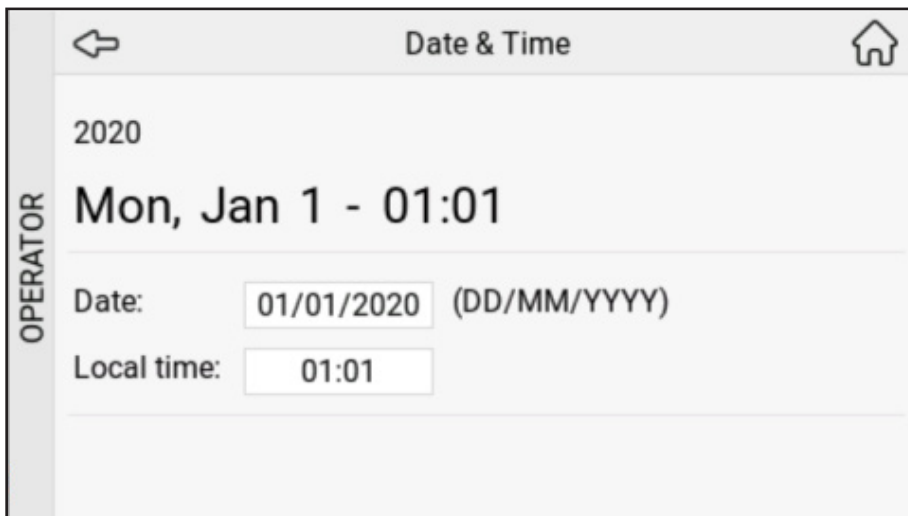 Date & Time
OPERATOR
2020
Mon, Jan 1 - 01:01
Date: 01/01/2020 (DD/MM/YYYY)
Local time: 01:01